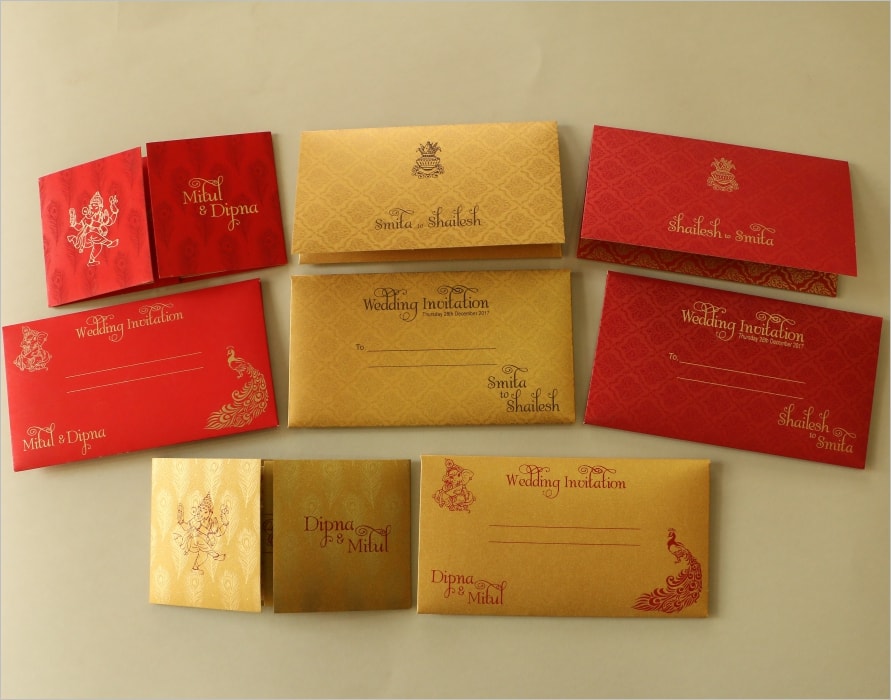 Mitul
& Dipna
Smita to Shailesh
Shailesh to Smita
Wedding Invitation
Mitul & Dipna
Wedding Invitation
Thursday 28th December 2017
To,
Smita
to
Shailesh
Wedding Invitation
Thursday 28th December 2017
To,
Shailesh
to Smita
Dipna
& Mitul
Wedding Invitation
Dipna
& Mitul